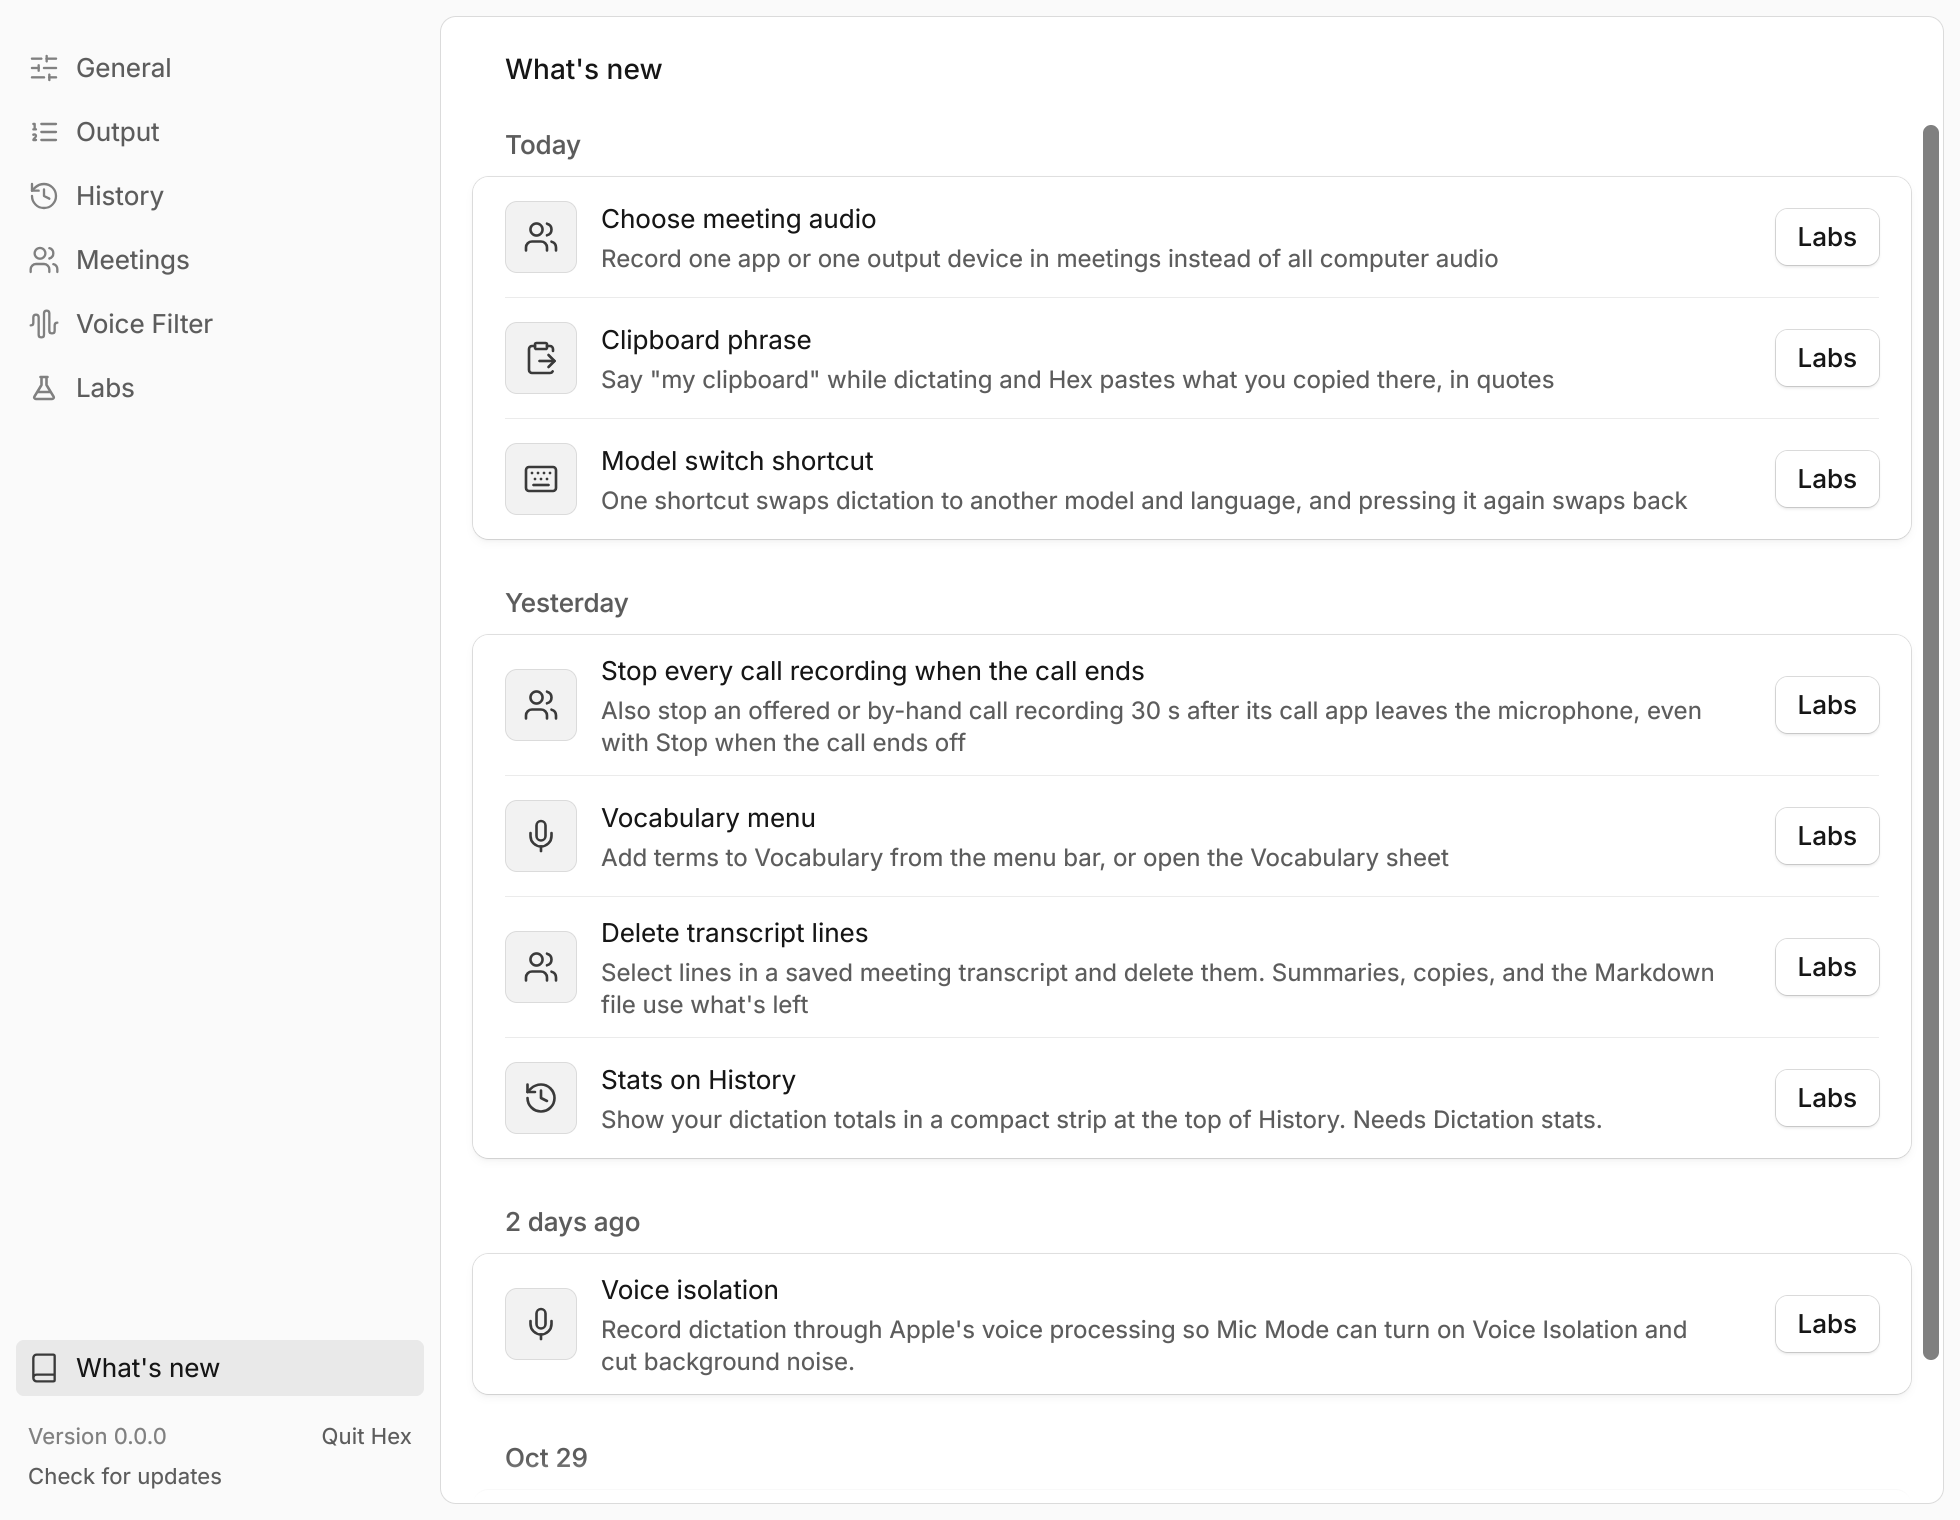 General
Output
History
Meetings
Voice Filter
Labs
What's new
Version 0.0.0
Quit Hex
Check for updates
What's new
Today
Choose meeting audio
Record one app or one output device in meetings instead of all computer audio
Labs
Clipboard phrase
Say "my clipboard" while dictating and Hex pastes what you copied there, in quotes
Labs
Model switch shortcut
One shortcut swaps dictation to another model and language, and pressing it again swaps back
Labs
Yesterday
Stop every call recording when the call ends
Also stop an offered or by-hand call recording 30 s after its call app leaves the microphone, even
with Stop when the call ends off
Labs
Vocabulary menu
Add terms to Vocabulary from the menu bar, or open the Vocabulary sheet
Labs
Delete transcript lines
Select lines in a saved meeting transcript and delete them. Summaries, copies, and the Markdown
file use what's left
Labs
Stats on History
Show your dictation totals in a compact strip at the top of History. Needs Dictation stats.
Labs
2 days ago
Voice isolation
Record dictation through Apple's voice processing so Mic Mode can turn on Voice Isolation and
cut background noise.
Labs
Oct 29